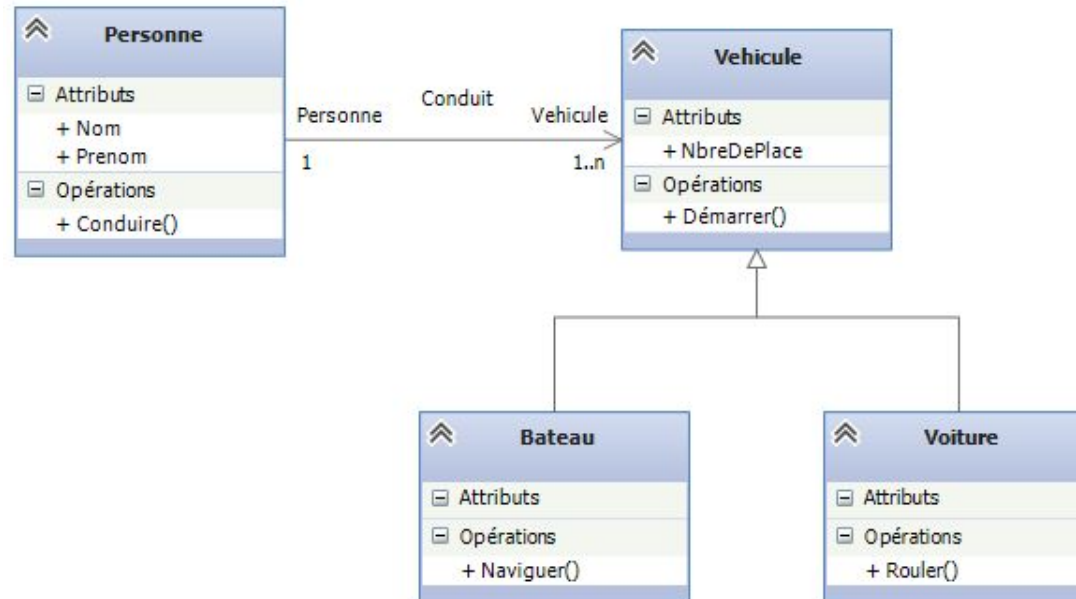 Personne
Attributs
+ Nom
+ Prenom
Opérations
+ Conduire()
Personne
Conduit
Vehicule
1
1..n
Vehicule
Attributs
+ NbreDePlace
Opérations
+ Démarrer()
Bateau
Attributs
Opérations
+ Naviguer()
Voiture
Attributs
Opérations
+ Rouler()